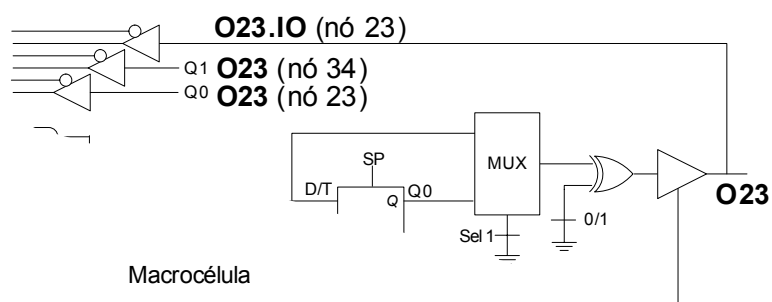 O23.IO (nó 23)
Q1 O23 (nó 34)
Q0 O23 (nó 23)
SP
MUX
D/T
Q
Q0
O23
Sel 1
0/1
Macrocélula